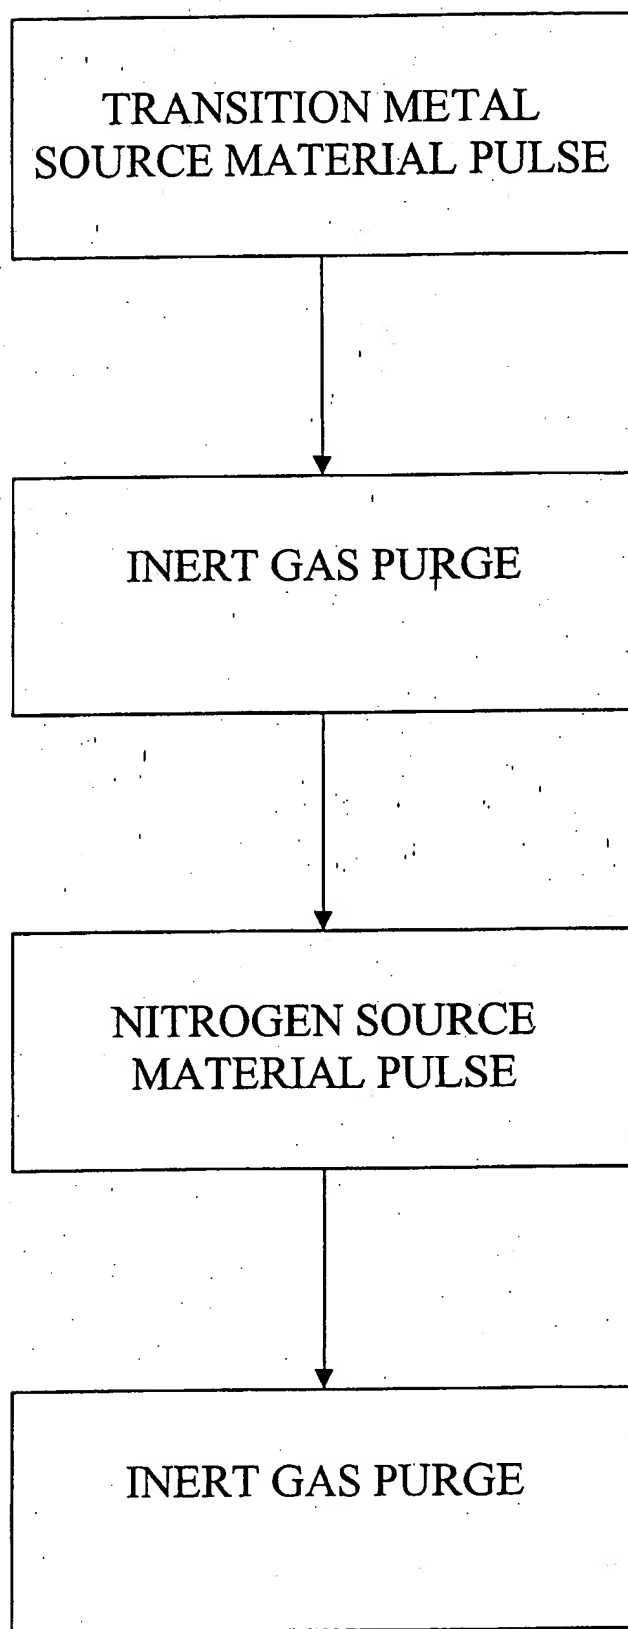 TRANSITION METAL
SOURCE MATERIAL PULSE
INERT GAS PURGE
NITROGEN SOURCE
MATERIAL PULSE
INERT GAS PURGE